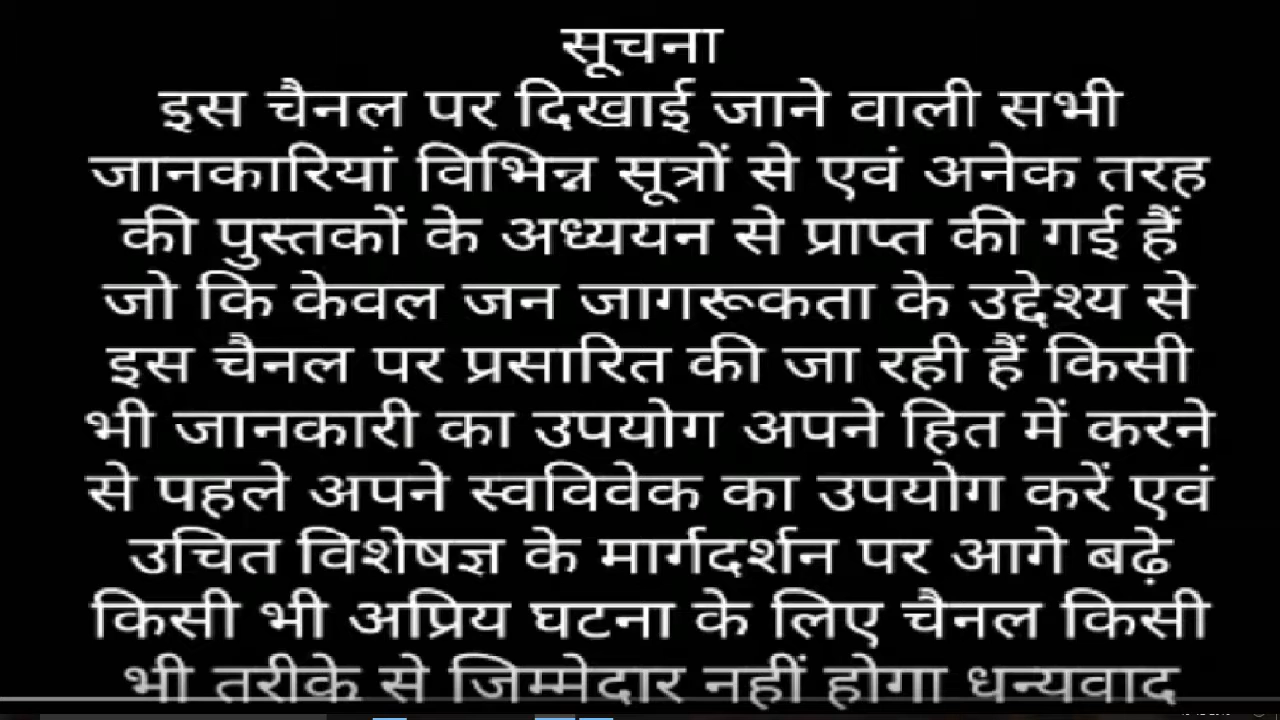 सूचना
इस चैनल पर दिखाई जाने वाली सभी
जानकारियां विभिन्न सूत्रों से एवं अनेक तरह
की पुस्तकों के अध्ययन से प्राप्त की गई हैं
जो कि केवल जन जागरूकता के उद्देश्य से
इस चैनल पर प्रसारित की जा रही हैं किसी
भी जानकारी का उपयोग अपने हित में करने
से पहले अपने स्वविवेक का उपयोग करें एवं
उचित विशेषज्ञ के मार्गदर्शन पर आगे बढ़े
किसी भी अप्रिय घटना के लिए चैनल किसी
भी तरीके से जिम्मेदार नहीं होगा धन्यवाद